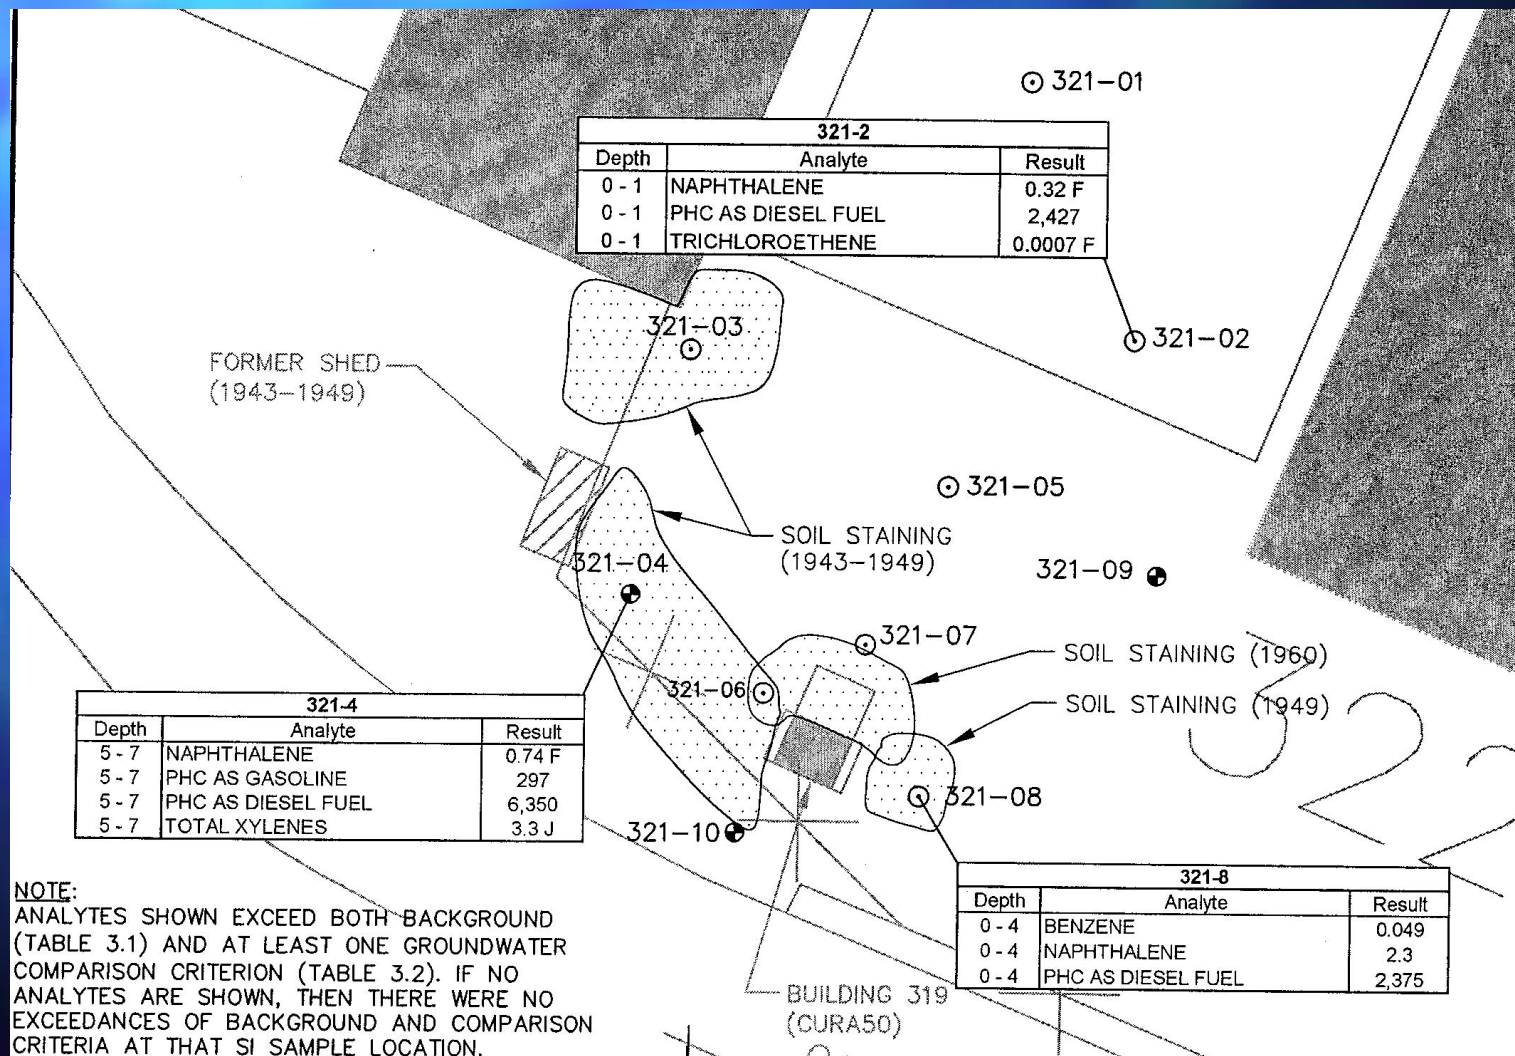 321-01
321-2
Depth Analyte Result
0 - 1 NAPHTHALENE 0.32 F
0 - 1 PHC AS DIESEL FUEL 2,427
0 - 1 TRICHLOROETHENE 0.0007 F
321-03
321-02
FORMER SHED
(1943-1949)
321-05
SOIL STAINING
(1943-1949)
321-04
321-09
321-07
SOIL STAINING (1960)
321-06
SOIL STAINING (1949)
321-4
Depth Analyte Result
5 - 7 NAPHTHALENE 0.74 F
5 - 7 PHC AS GASOLINE 297
5 - 7 PHC AS DIESEL FUEL 6,350
5 - 7 TOTAL XYLENES 3.3 J
321-08
321-10
322
321-8
Depth Analyte Result
0 - 4 BENZENE 0.049
0 - 4 NAPHTHALENE 2.3
0 - 4 PHC AS DIESEL FUEL 2,375
NOTE:
ANALYTES SHOWN EXCEED BOTH BACKGROUND
(TABLE 3.1) AND AT LEAST ONE GROUNDWATER
COMPARISON CRITERION (TABLE 3.2). IF NO
ANALYTES ARE SHOWN, THEN THERE WERE NO
EXCEEDANCES OF BACKGROUND AND COMPARISON
CRITERIA AT THAT SI SAMPLE LOCATION.
BUILDING 319
(CURA50)